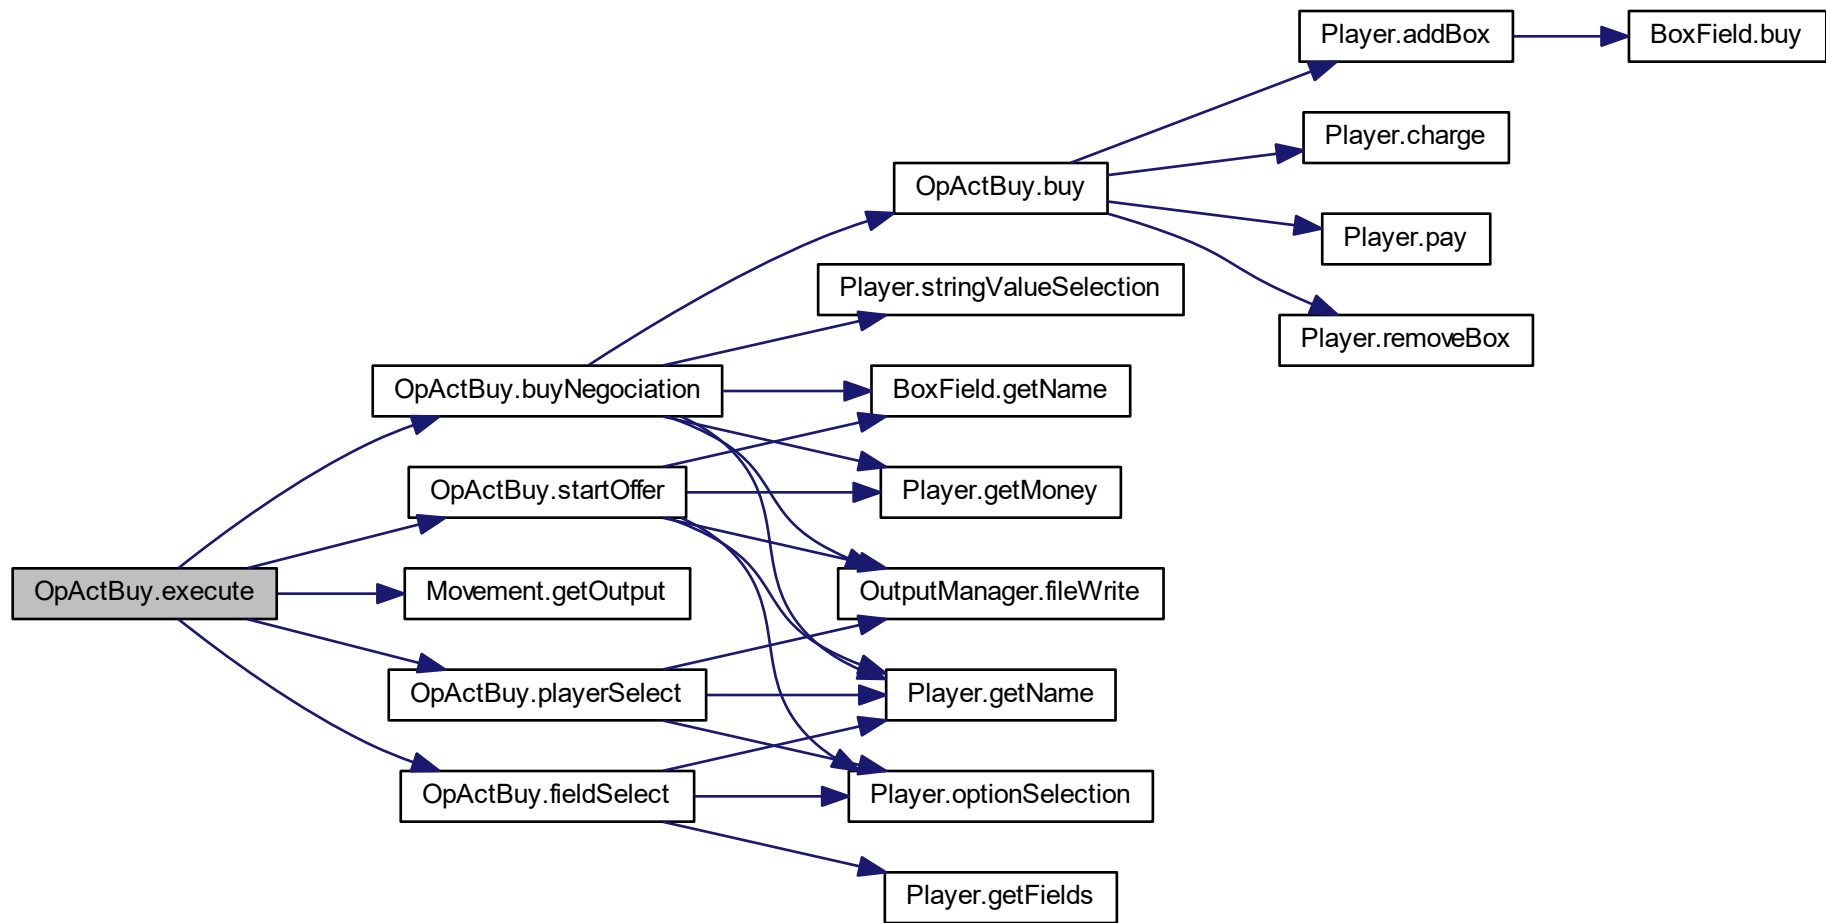 Player.addBox
BoxField.buy
Player.charge
OpActBuy.buy
Player.pay
Player.stringValueSelection
Player.removeBox
OpActBuy.buyNegociation
BoxField.getName
OpActBuy.startOffer
Player.getMoney
OpActBuy.execute
Movement.getOutput
OutputManager.fileWrite
OpActBuy.playerSelect
Player.getName
OpActBuy.fieldSelect
Player.optionSelection
Player.getFields